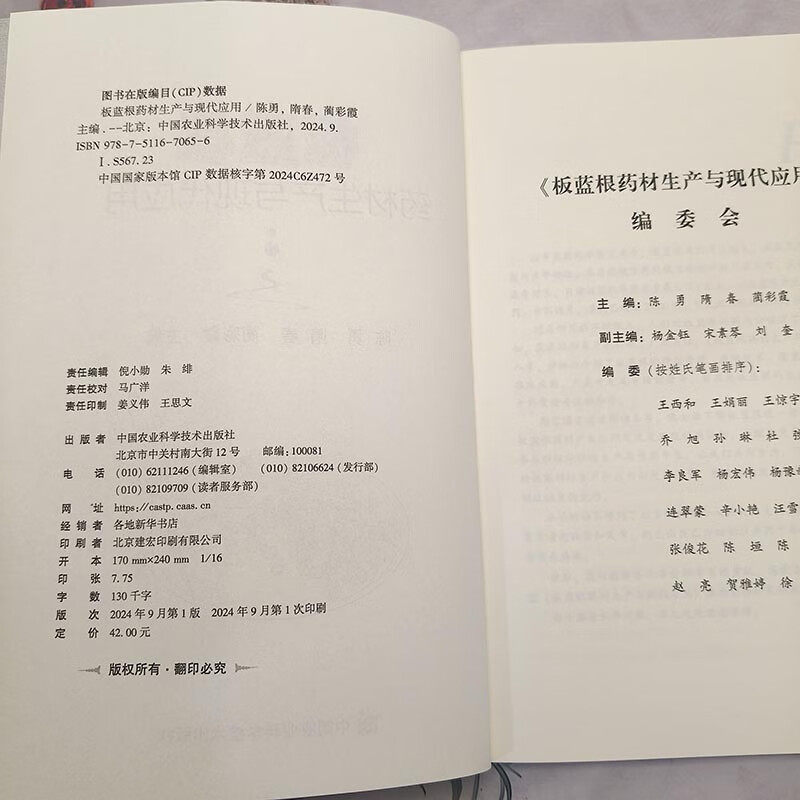 图书在版编目(CIP)数据
板蓝根药材生产与现代应用 / 陈勇, 隋春, 蔺彩霞
主编. --北京: 中国农业科学技术出版社, 2024.9.
ISBN 978-7-5116-7065-6
I. S567.23
中国国家版本馆 CIP 数据核字第 2024C6Z472 号
责任编辑 倪小勋 朱 绯
责任校对 马广洋
责任印制 姜义伟 王思文
出版者 中国农业科学技术出版社
北京市中关村南大街 12 号 邮编: 100081
电 话 (010) 62111246 (编辑室) (010) 82106624 (发行部)
(010) 82109709 (读者服务部)
网 址 https://castp.caas.cn
经销者 各地新华书店
印刷者 北京建宏印刷有限公司
开 本 170 mm×240 mm 1/16
印 张 7.75
字 数 130 千字
版 次 2024 年 9 月第 1 版 2024 年 9 月第 1 次印刷
定 价 42.00 元
版权所有·翻印必究
《板蓝根药材生产与现代应用
编 委 会
主 编: 陈 勇 隋 春 蔺彩霞
副主编: 杨金钰 宋素琴 刘 奎
编 委 (按姓氏笔画排序):
王西和 王娟丽 王惊宇
乔 旭 孙 琳 杜 弢
李良军 杨宏伟 杨豫
连翠蒙 辛小艳 汪雪
张俊花 陈 垣 陈
赵 亮 贺雅婷 徐